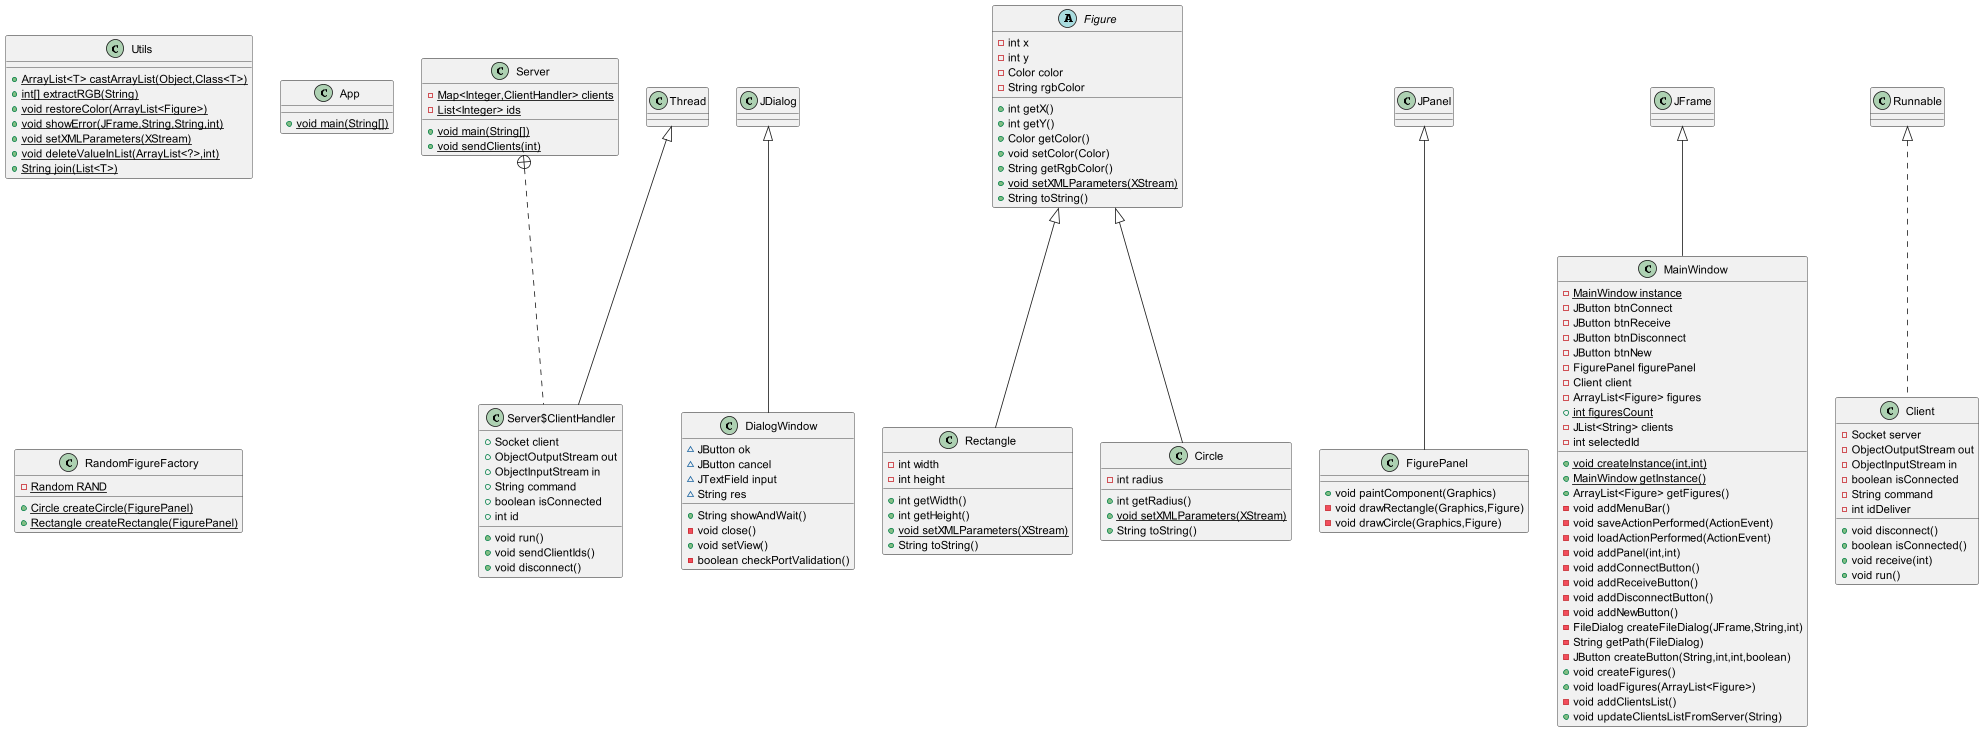 Utils
ArrayList<T> castArrayList(Object,Class<T>)
int[] extractRGB(String)
void restoreColor(ArrayList<Figure>)
void showError(JFrame,String,String,int)
void setXMLParameters(XStream)
void deleteValueInList(ArrayList<?>,int)
String join(List<T>)
App
void main(String[])
Server
Map<Integer,ClientHandler> clients
List<Integer> ids
void main(String[])
void sendClients(int)
Thread
JDialog
Figure
int x
int y
Color color
String rgbColor
int getX()
int getY()
Color getColor()
void setColor(Color)
String getRgbColor()
void setXMLParameters(XStream)
String toString()
JPanel
JFrame
Runnable
RandomFigureFactory
Random RAND
Circle createCircle(FigurePanel)
Rectangle createRectangle(FigurePanel)
Server$ClientHandler
Socket client
ObjectOutputStream out
ObjectInputStream in
String command
boolean isConnected
int id
void run()
void sendClientIds()
void disconnect()
DialogWindow
JButton ok
JButton cancel
JTextField input
String res
String showAndWait()
void close()
void setView()
boolean checkPortValidation()
Rectangle
int width
int height
int getWidth()
int getHeight()
void setXMLParameters(XStream)
String toString()
Circle
int radius
int getRadius()
void setXMLParameters(XStream)
String toString()
FigurePanel
void paintComponent(Graphics)
void drawRectangle(Graphics,Figure)
void drawCircle(Graphics,Figure)
MainWindow
MainWindow instance
JButton btnConnect
JButton btnReceive
JButton btnDisconnect
JButton btnNew
FigurePanel figurePanel
Client client
ArrayList<Figure> figures
int figuresCount
JList<String> clients
int selectedId
void createInstance(int,int)
MainWindow getInstance()
ArrayList<Figure> getFigures()
void addMenuBar()
void saveActionPerformed(ActionEvent)
void loadActionPerformed(ActionEvent)
void addPanel(int,int)
void addConnectButton()
void addReceiveButton()
void addDisconnectButton()
void addNewButton()
FileDialog createFileDialog(JFrame,String,int)
String getPath(FileDialog)
JButton createButton(String,int,int,boolean)
void createFigures()
void loadFigures(ArrayList<Figure>)
void addClientsList()
void updateClientsListFromServer(String)
Client
Socket server
ObjectOutputStream out
ObjectInputStream in
boolean isConnected
String command
int idDeliver
void disconnect()
boolean isConnected()
void receive(int)
void run()